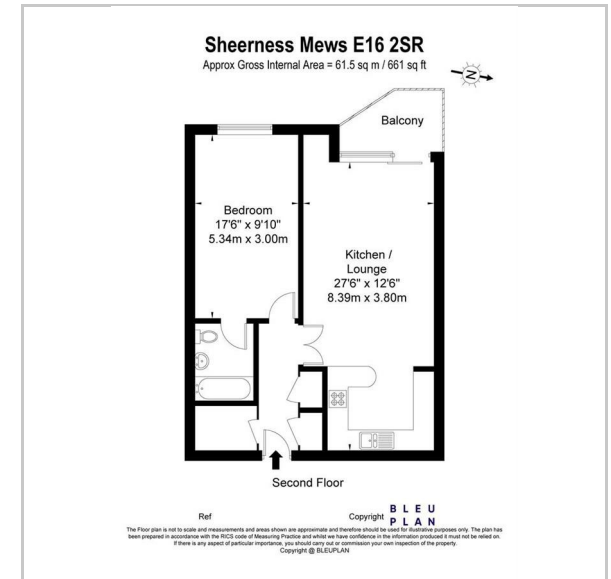 Sheerness Mews E16 2SR
Approx Gross Internal Area = 61.5 sq m / 661 sq ft
N
Balcony
Bedroom
17'6" x 9'10"
5.34m x 3.00m
Kitchen /
Lounge
27'6" x 12'6"
8.39m x 3.80m
Second Floor
Ref
Copyright
BLEU
PLAN
The Floor plan is not to scale and measurements and areas shown are approximate and therefore should be used for illustrative purposes only. The plan has
been prepared in accordance with the RICS code of Measuring Practice and whilst we have confidence in the information produced it must not be relied on.
If there is any aspect of particular importance, you should carry out or commission your own inspection of the property.
Copyright @ BLEUPLAN